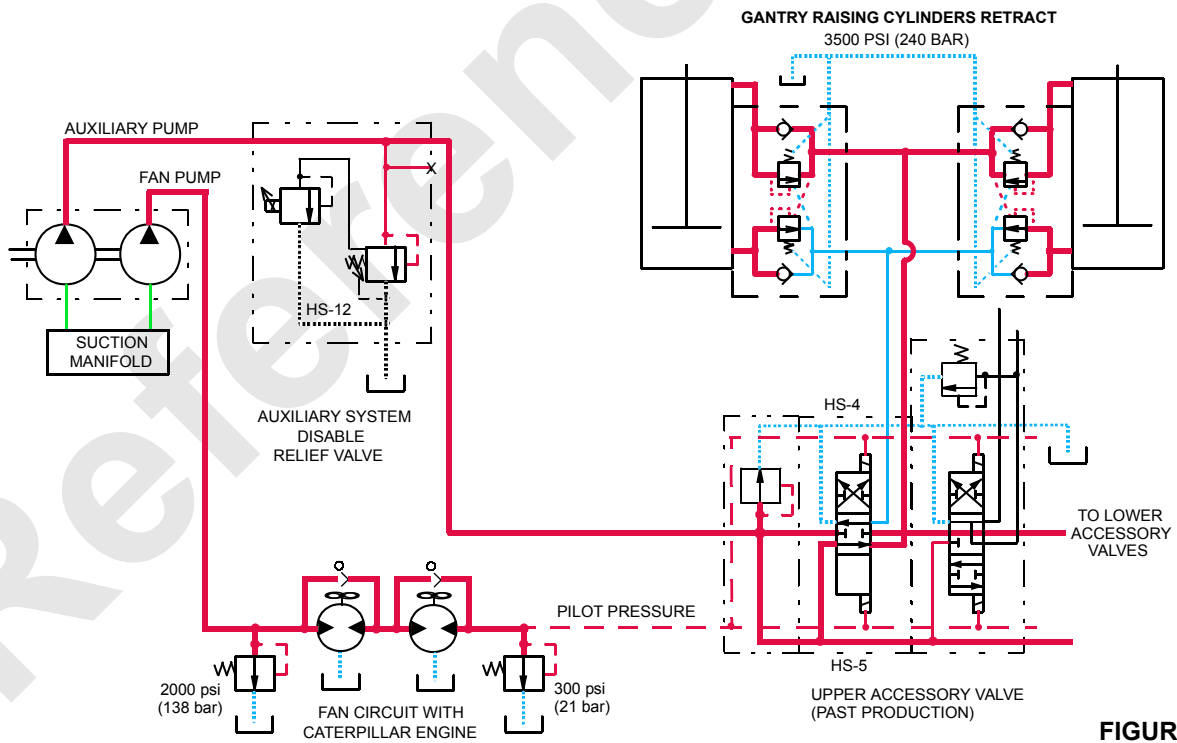 GANTRY RAISING CYLINDERS RETRACT
3500 PSI (240 BAR)
AUXILIARY PUMP
FAN PUMP
X
HS-12
SUCTION
MANIFOLD
AUXILIARY SYSTEM
DISABLE
RELIEF VALVE
HS-4
TO LOWER
ACCESSORY
VALVES
PILOT PRESSURE
HS-5
2000 psi
(138 bar)
FAN CIRCUIT WITH
CATERPILLAR ENGINE
300 psi
(21 bar)
UPPER ACCESSORY VALVE
(PAST PRODUCTION)
FIGUR
Reference